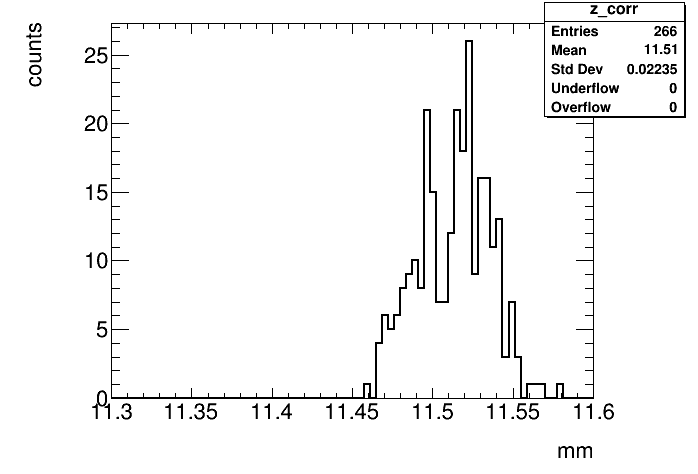 z_corr
Entries 266
Mean 11.51
Std Dev 0.02235
Underflow 0
Overflow 0
counts
25
20
15
10
5
0
11.3 11.35 11.4 11.45 11.5 11.55 11.6
mm